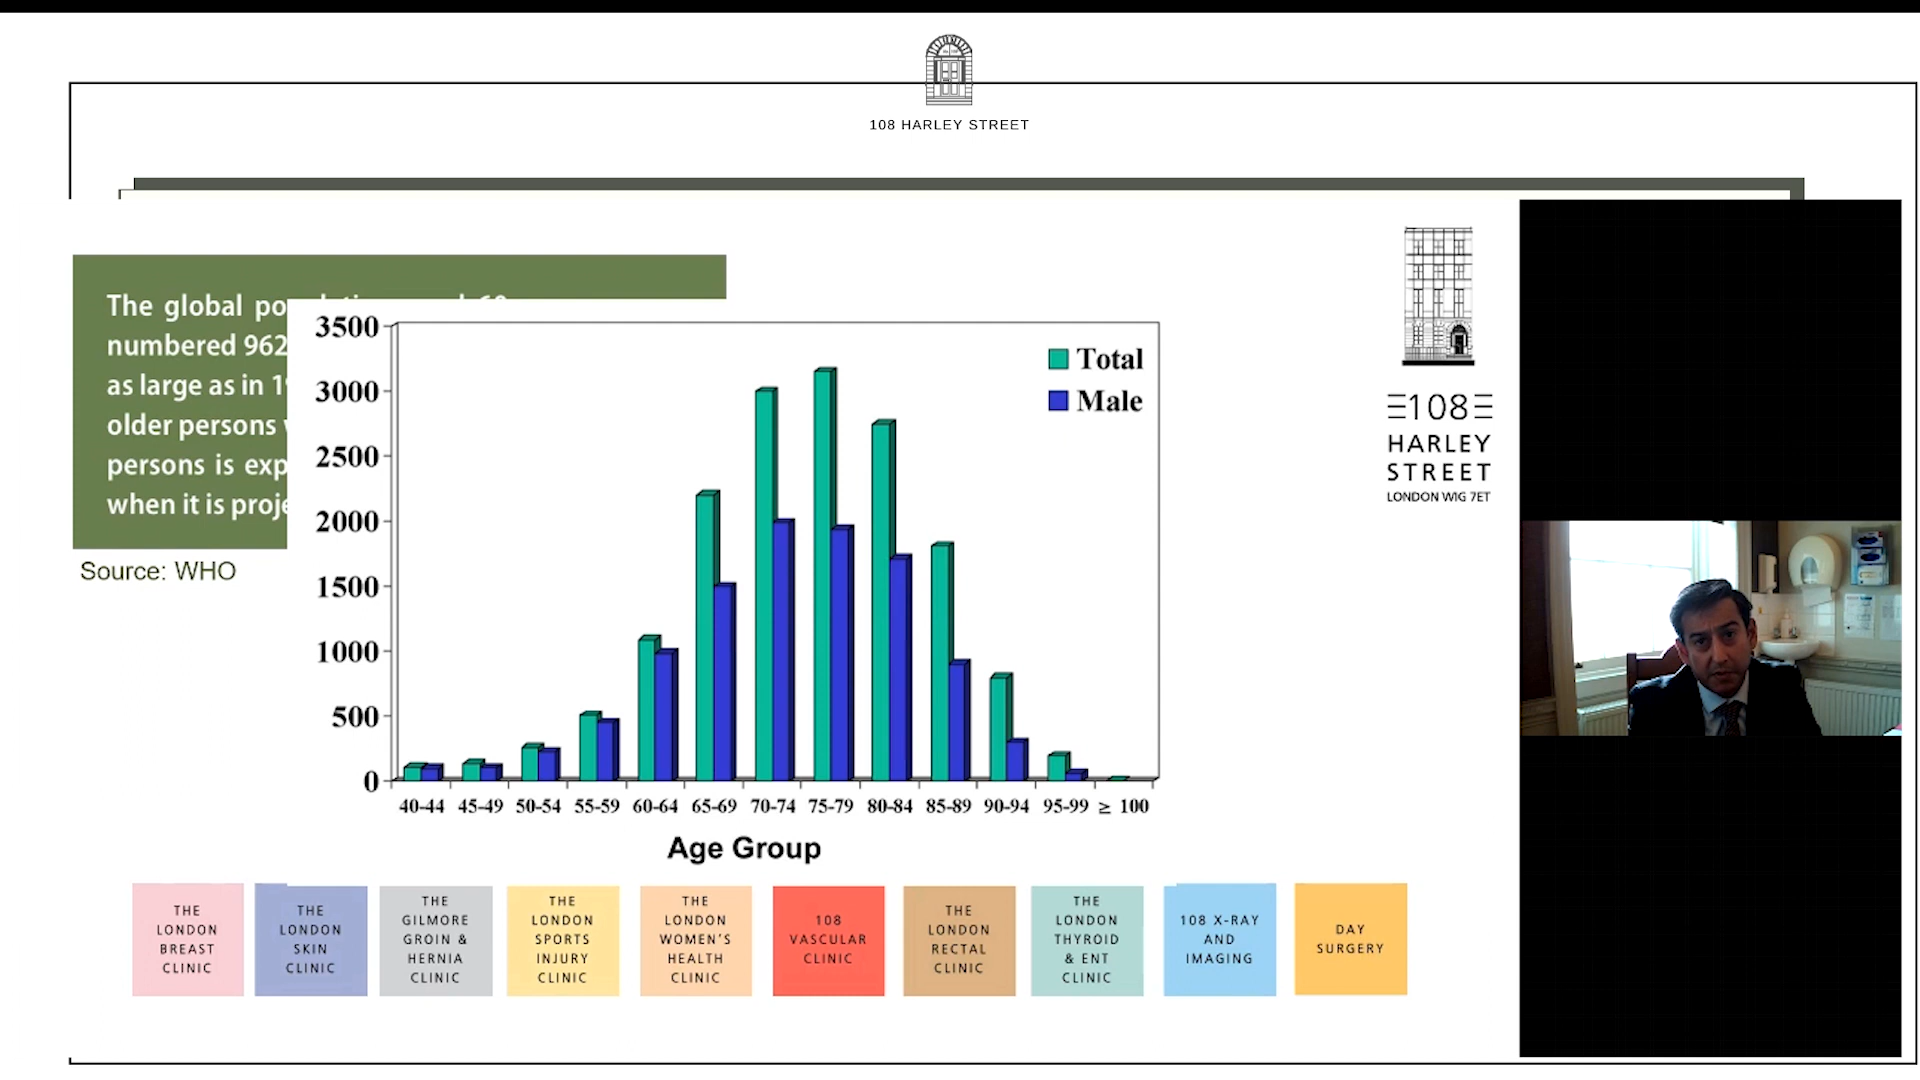 108 HARLEY STREET
The global po
numbered 962
as large as in 1
older persons
persons is exp
when it is proje
Source: WHO
3500
3000
2500
2000
1500
1000
500
0
Total
Male
40-44 45-49 50-54 55-59 60-64 65-69 70-74 75-79 80-84 85-89 90-94 95-99 ≥ 100
Age Group
108
HARLEY
STREET
LONDON W1G 7ET
THE
LONDON
BREAST
CLINIC
THE
LONDON
SKIN
CLINIC
THE
GILMORE
GROIN &
HERNIA
CLINIC
THE
LONDON
SPORTS
INJURY
CLINIC
THE
LONDON
WOMEN'S
HEALTH
CLINIC
108
VASCULAR
CLINIC
THE
LONDON
RECTAL
CLINIC
THE
LONDON
THYROID
& ENT
CLINIC
108 X-RAY
AND
IMAGING
DAY
SURGERY